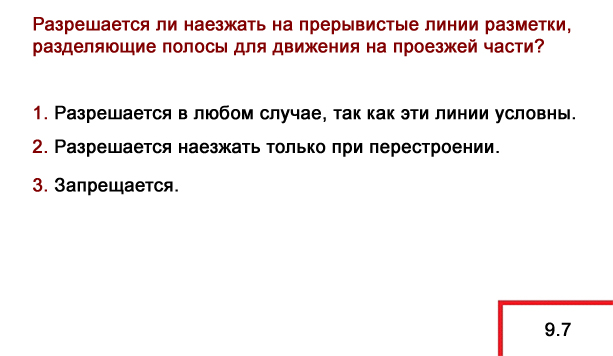 Разрешается ли наезжать на прерывистые линии разметки,
разделяющие полосы для движения на проезжей части?
1. Разрешается в любом случае, так как эти линии условны.
2. Разрешается наезжать только при перестроении.
3. Запрещается.
9.7